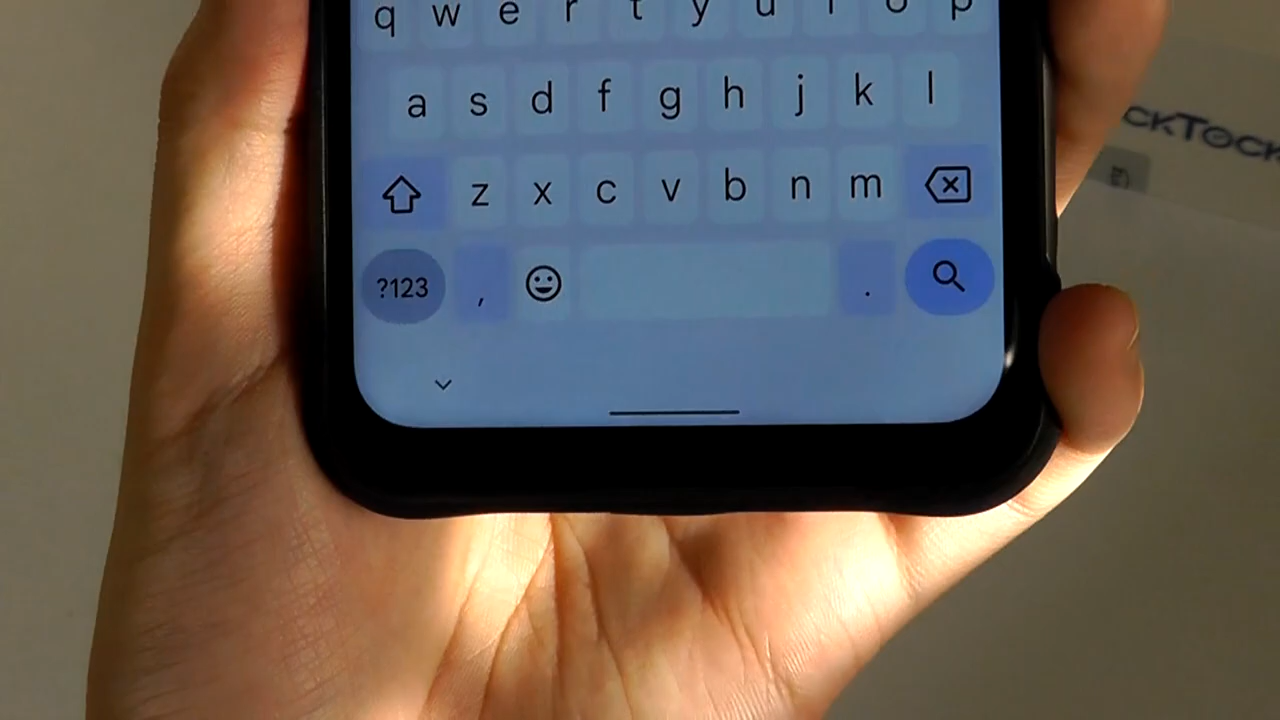 q w e r t y u i o p
a s d f g h j k l
z x c v b n m
?123 , .
CKTOCK